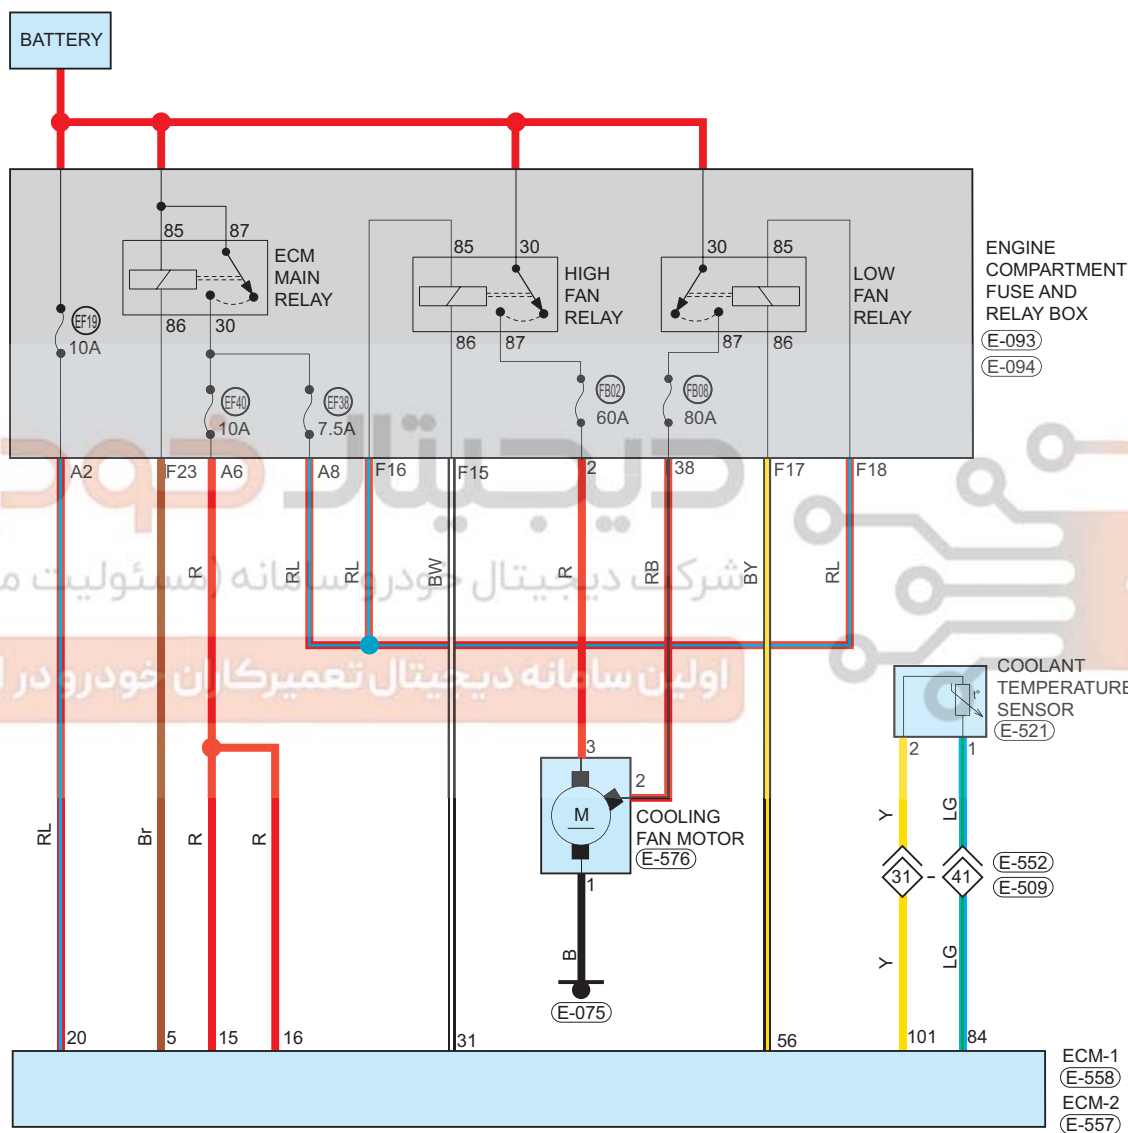 BATTERY
85
87
ECM
MAIN
RELAY
86
30
EF19
10A
EF40
10A
EF38
7.5A
85
30
HIGH
FAN
RELAY
86
87
FB02
60A
30
85
LOW
FAN
RELAY
87
86
FB08
80A
ENGINE
COMPARTMENT
FUSE AND
RELAY BOX
E-093
E-094
A2
F23
A6
A8
F16
F15
2
38
F17
F18
دیجیتال خودرو
R
RL
RL
BW
R
RB
BY
RL
شرکت دیجیتال خودرو سامانه (مسئولیت
اولین سامانه دیجیتال تعمیرکاران خودرو در
COOLANT
TEMPERATURE
SENSOR
E-521
t°
2
1
3
2
M
COOLING
FAN MOTOR
E-576
1
RL
Br
R
R
Y
LG
31
-
41
E-552
E-509
B
Y
LG
E-075
20
5
15
16
31
56
101
84
ECM-1
E-558
ECM-2
E-557